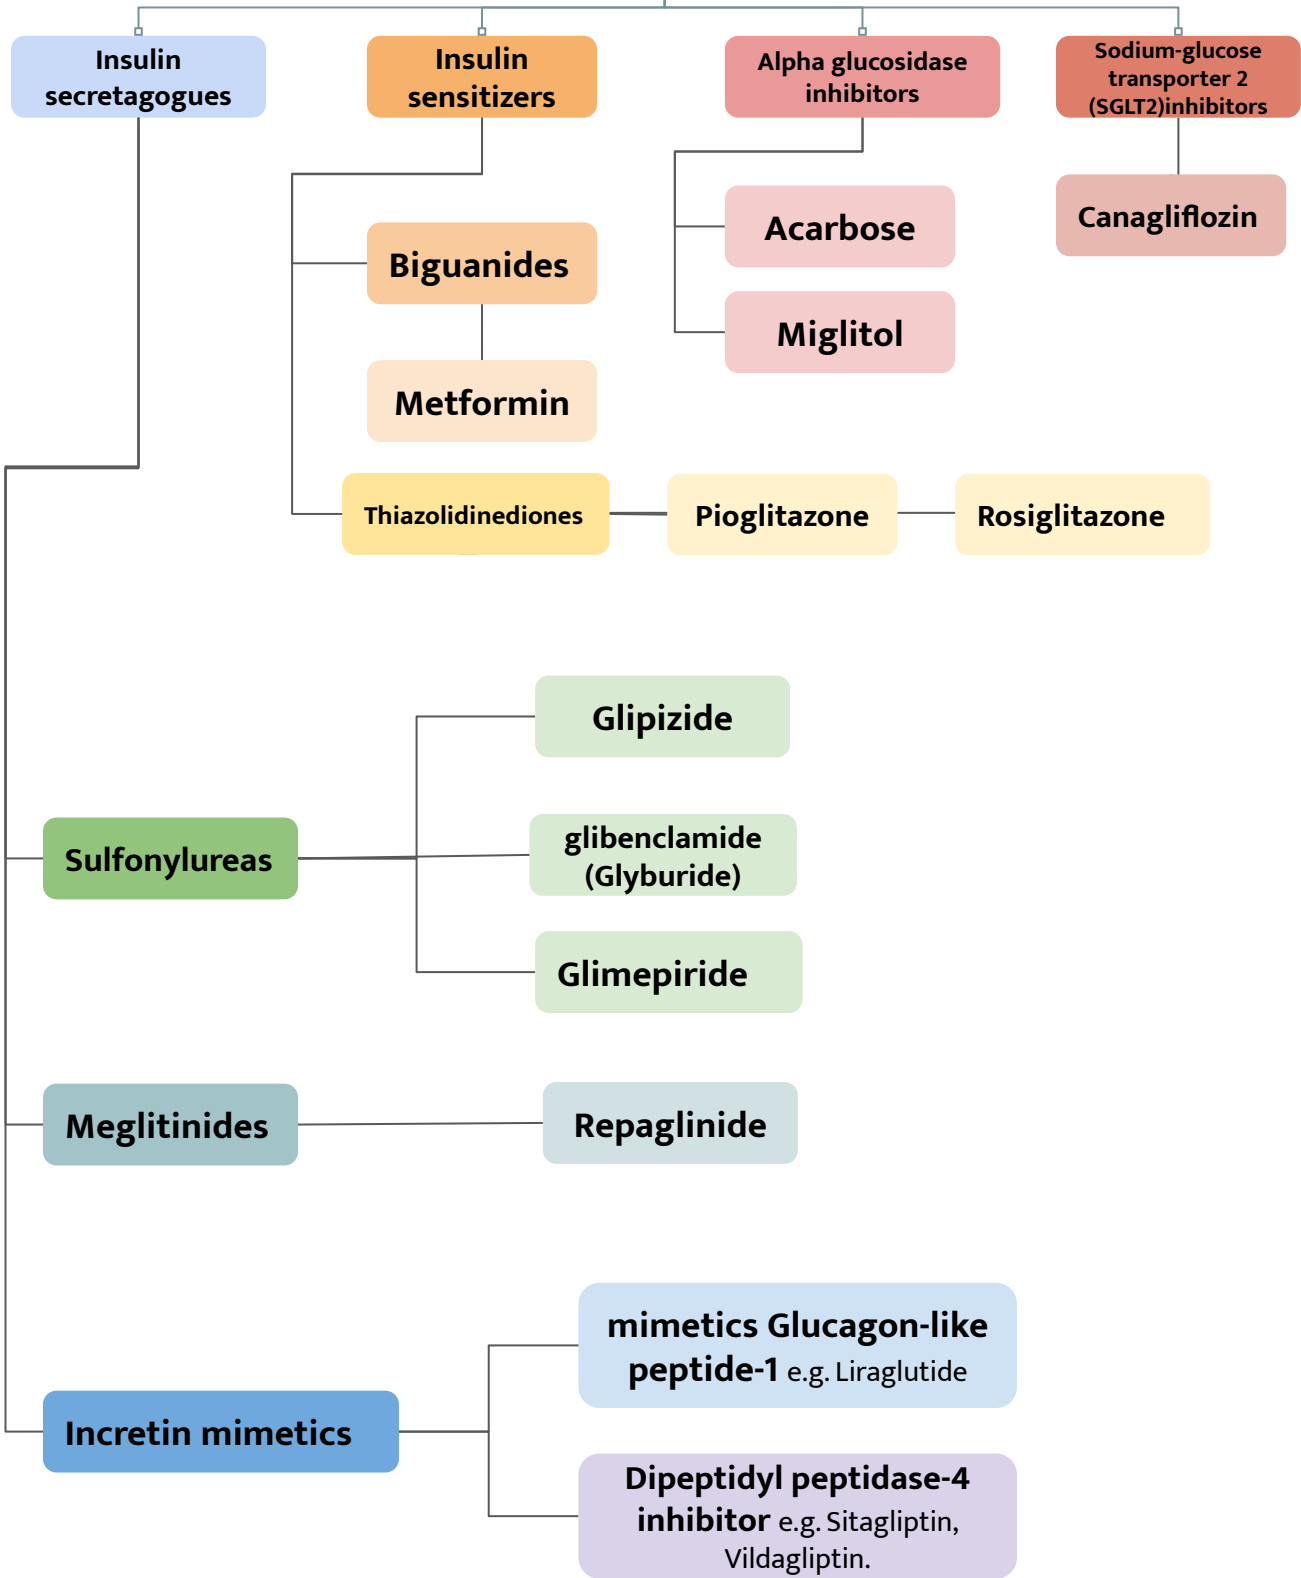 Insulin
secretagogues
Insulin
sensitizers
Alpha glucosidase
inhibitors
Sodium-glucose
transporter 2
(SGLT2)inhibitors
Biguanides
Metformin
Acarbose
Miglitol
Canagliflozin
Thiazolidinediones
Pioglitazone
Rosiglitazone
Sulfonylureas
Glipizide
glibenclamide
(Glyburide)
Glimepiride
Meglitinides
Repaglinide
Incretin mimetics
mimetics Glucagon-like
peptide-1 e.g. Liraglutide
Dipeptidyl peptidase-4
inhibitor e.g. Sitagliptin,
Vildagliptin.